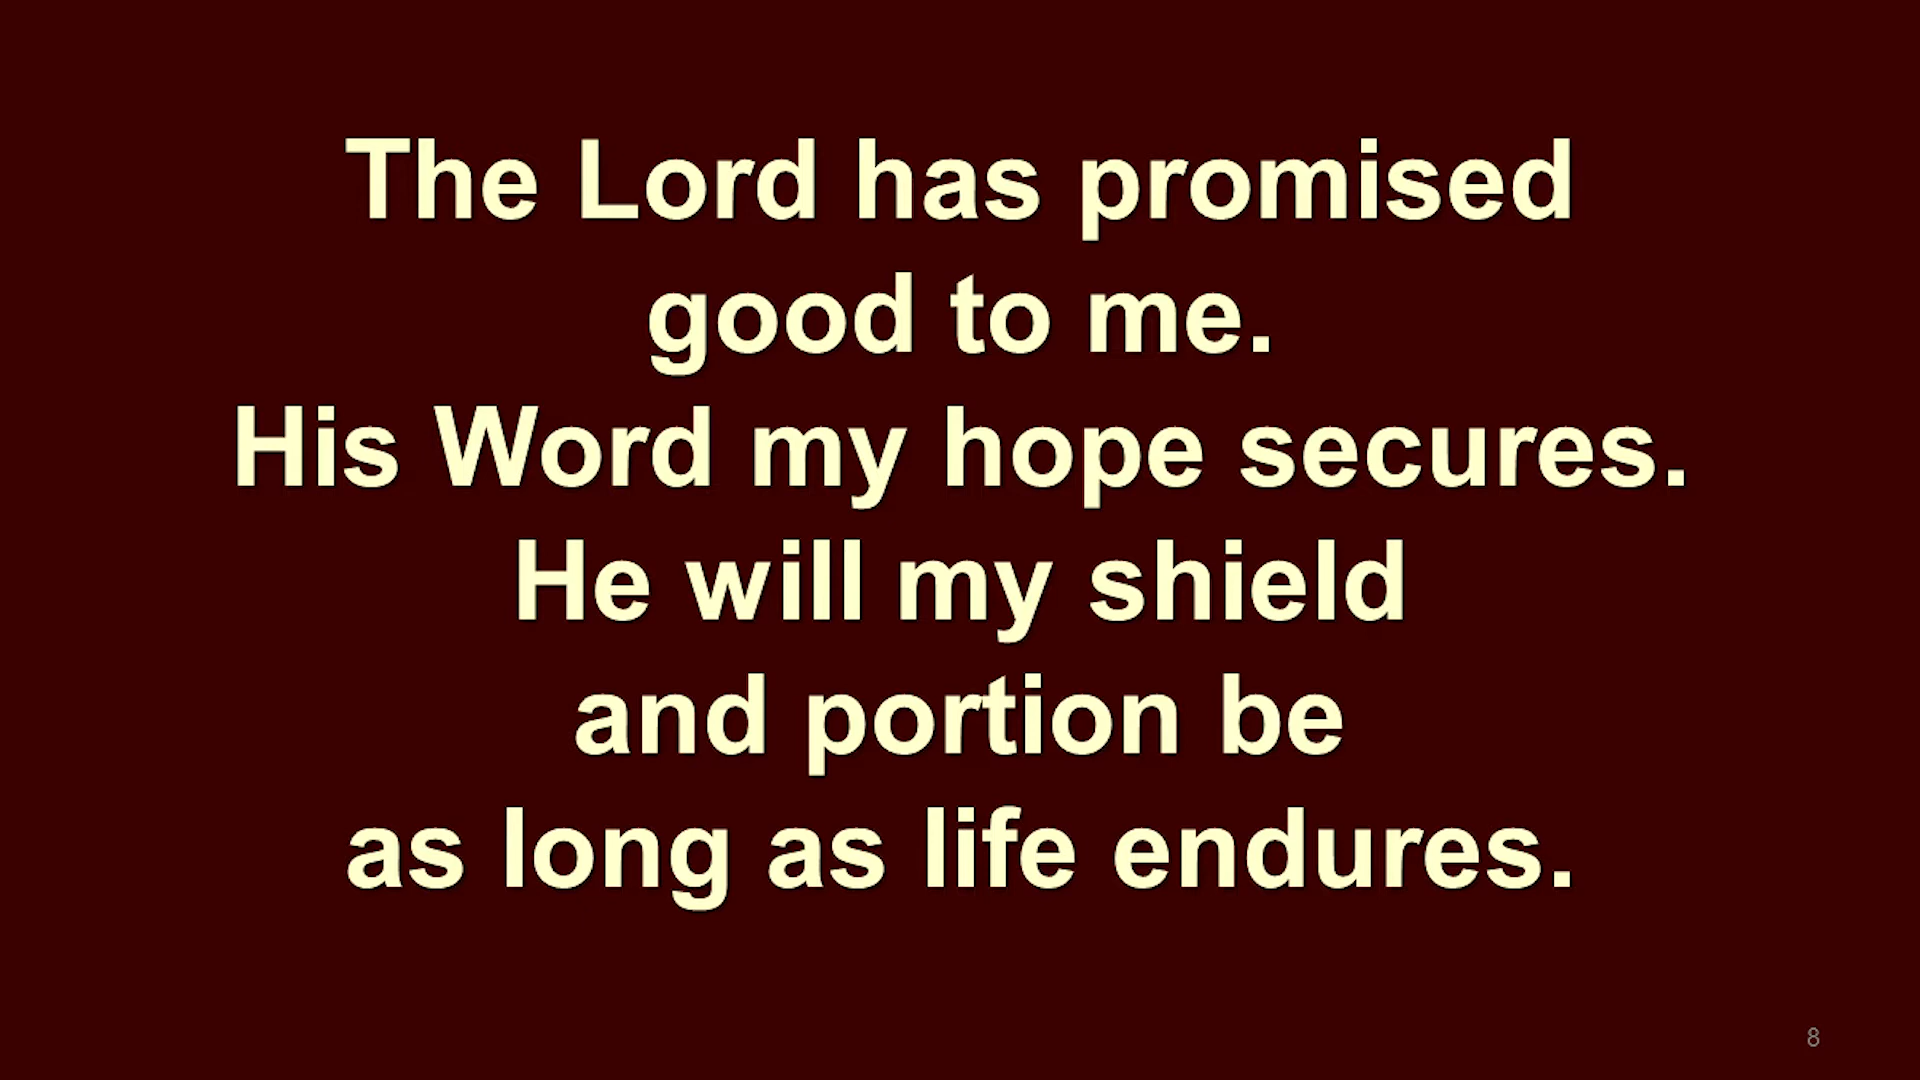 The Lord has promised
good to me.
His Word my hope secures.
He will my shield
and portion be
as long as life endures.
8